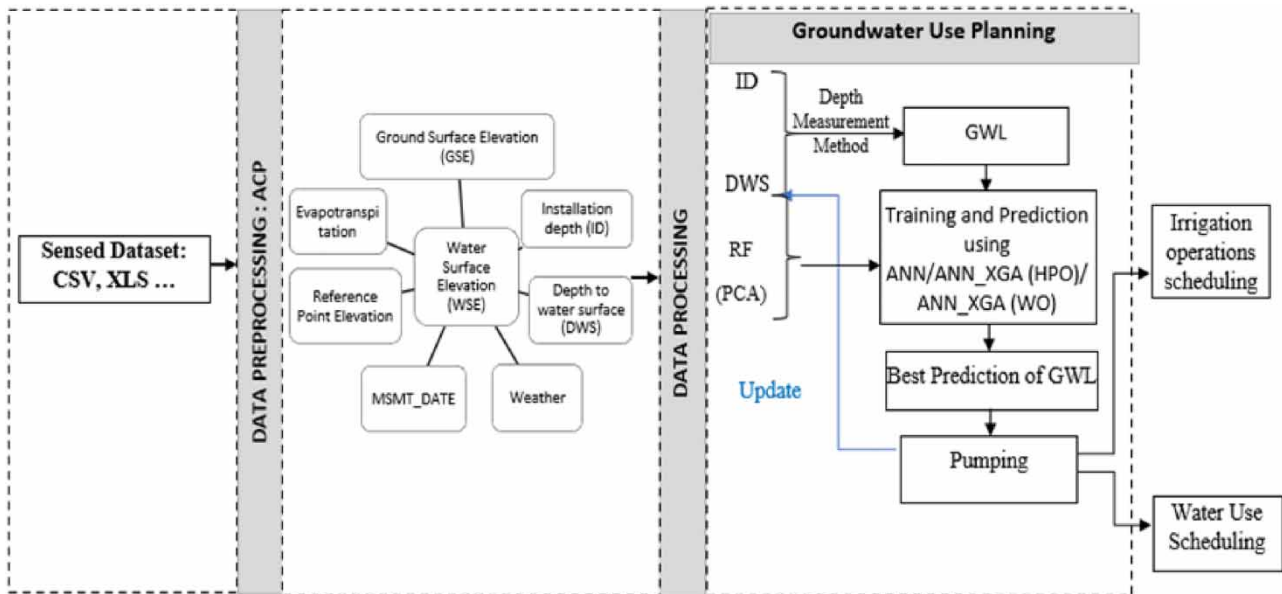 Sensed Dataset:
CSV, XLS ...
DATA PREPROCESSING : ACP
Ground Surface Elevation
(GSE)
Evapotranspi
tation
Installation
depth (ID)
Water
Surface
Elevation
(WSE)
Reference
Point Elevation
Depth to
water surface
(DWS)
MSMT_DATE
Weather
DATA PROCESSING
Groundwater Use Planning
ID
DWS
RF
(PCA)
Depth
Measurement
Method
GWL
Training and Prediction
using
ANN/ANN_XGA (HPO)/
ANN_XGA (WO)
Best Prediction of GWL
Update
Pumping
Irrigation
operations
scheduling
Water Use
Scheduling